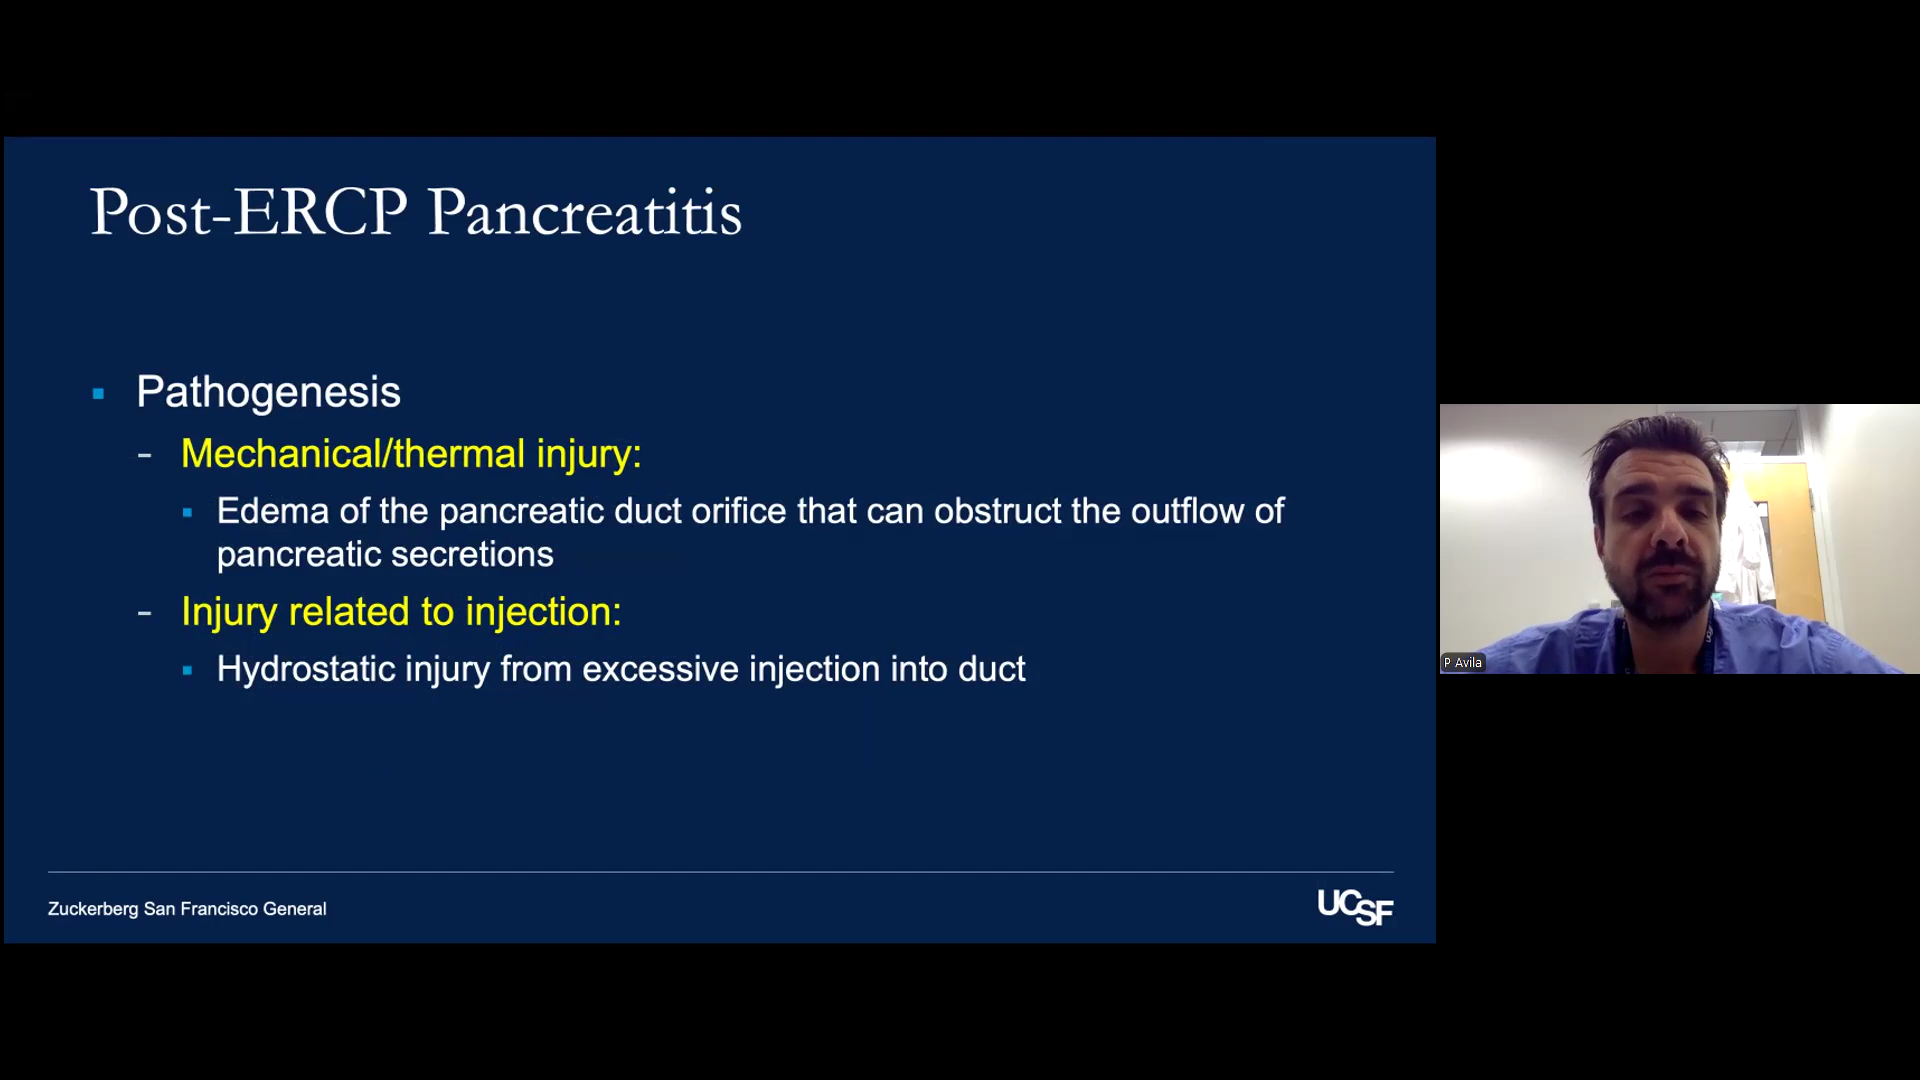 Post-ERCP Pancreatitis
Pathogenesis
- Mechanical/thermal injury:
Edema of the pancreatic duct orifice that can obstruct the outflow of
pancreatic secretions
- Injury related to injection:
Hydrostatic injury from excessive injection into duct
Zuckerberg San Francisco General
UCSF
P Avila